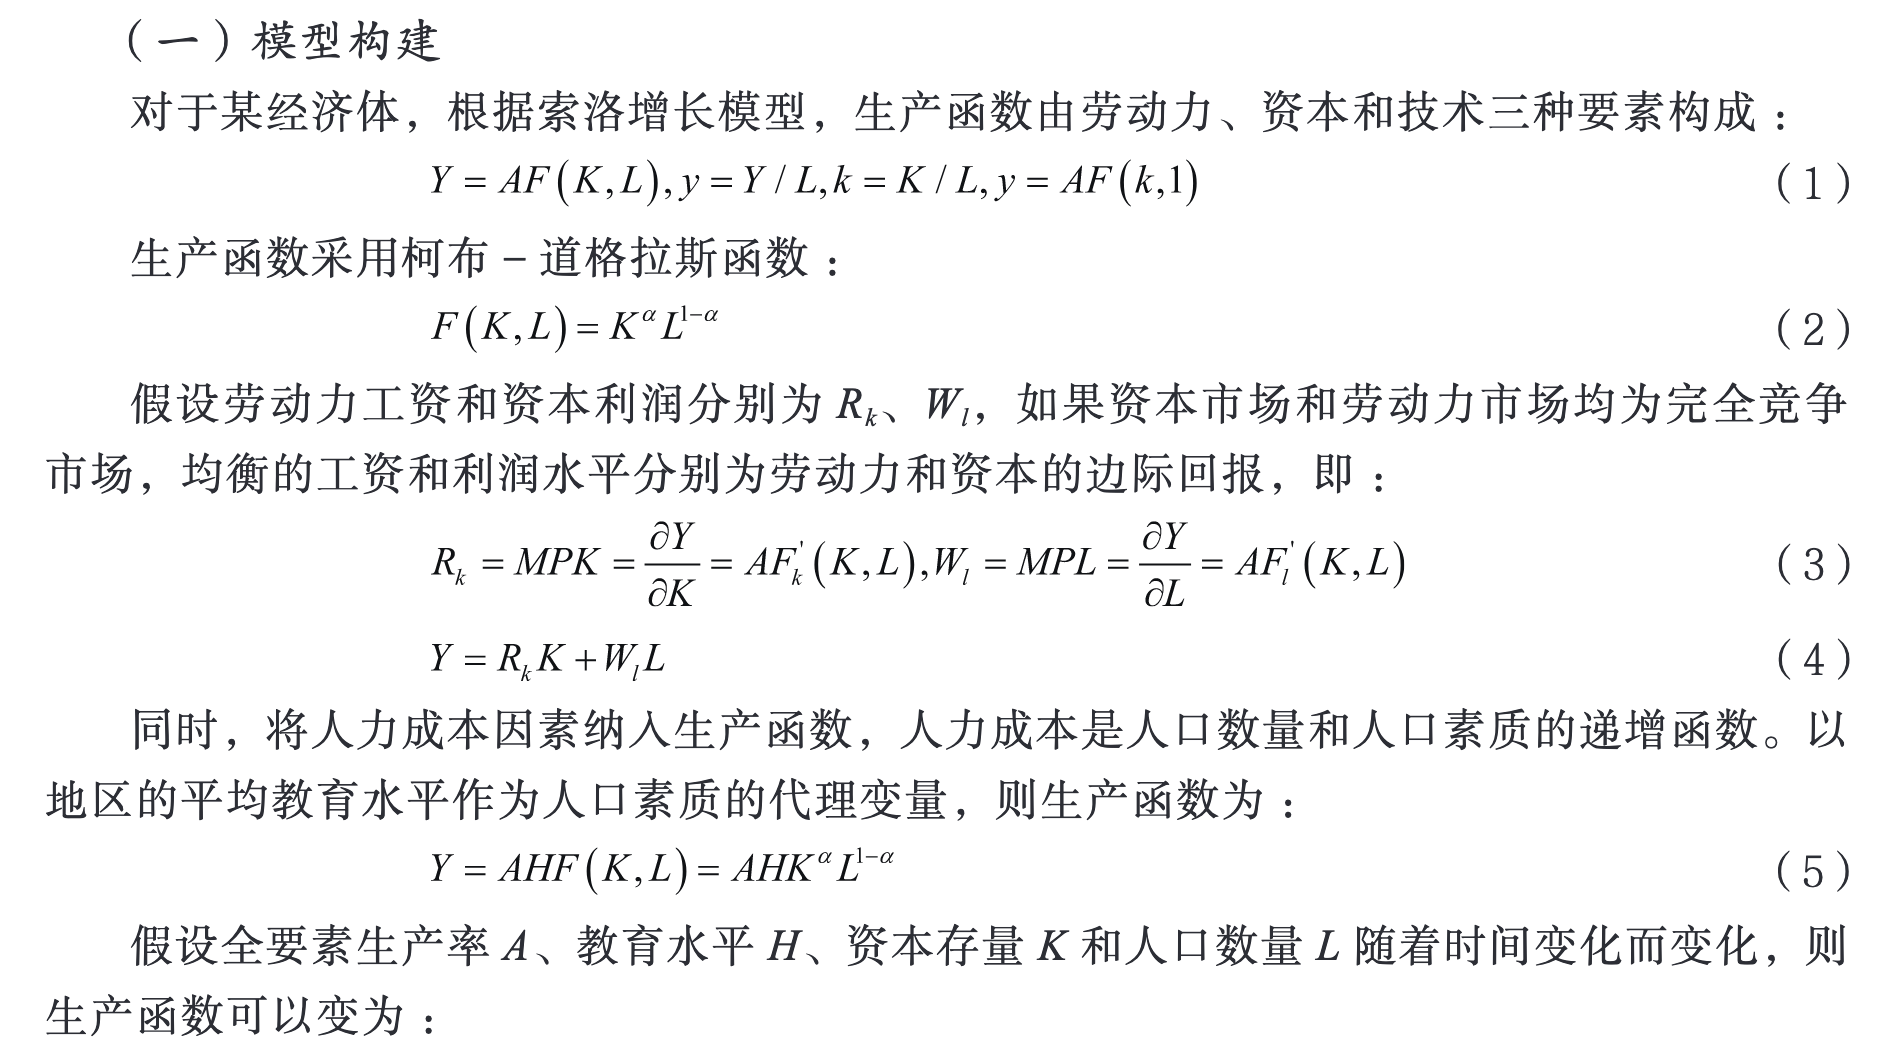 （一）模型构建
对于某经济体，根据索洛增长模型，生产函数由劳动力、资本和技术三种要素构成：
Y = AF(K,L), y = Y / L, k = K / L, y = AF(k,1) （1）
生产函数采用柯布－道格拉斯函数：
F(K,L) = K^α L^{1−α} （2）
假设劳动力工资和资本利润分别为 R_k、W_l，如果资本市场和劳动力市场均为完全竞争
市场，均衡的工资和利润水平分别为劳动力和资本的边际回报，即：
R_k = MPK = ∂Y/∂K = AF_k'(K,L), W_l = MPL = ∂Y/∂L = AF_l'(K,L) （3）
Y = R_k K + W_l L （4）
同时，将人力成本因素纳入生产函数，人力成本是人口数量和人口素质的递增函数。以
地区的平均教育水平作为人口素质的代理变量，则生产函数为：
Y = AHF(K,L) = AHK^α L^{1−α} （5）
假设全要素生产率 A、教育水平 H、资本存量 K 和人口数量 L 随着时间变化而变化，则
生产函数可以变为：